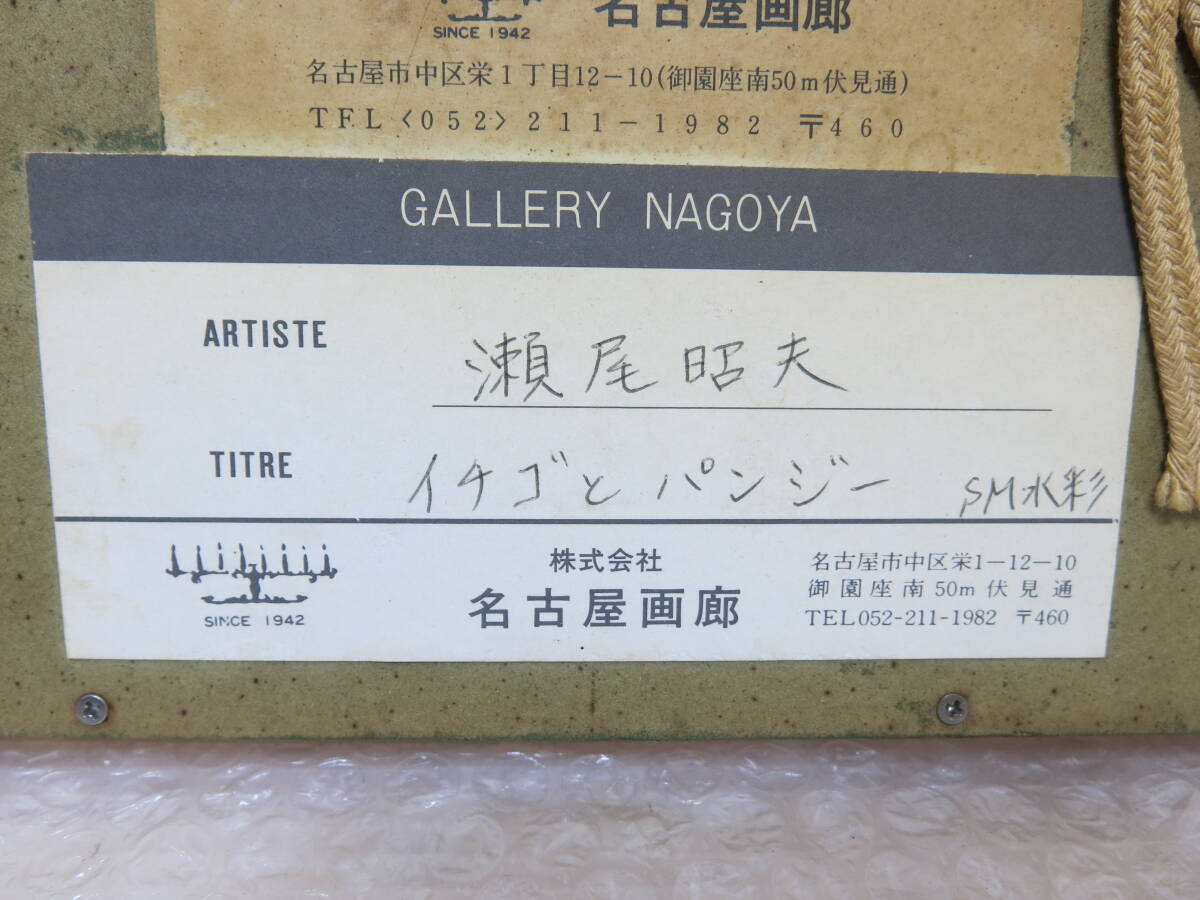 SINCE 1942
名古屋画廊
名古屋市中区栄1丁目12-10(御園座南50m伏見通)
TEL〈052〉211-1982 〒460
GALLERY NAGOYA
ARTISTE 瀬尾昭夫
TITRE イチゴと パンジー SM水彩
SINCE 1942
株式会社
名古屋画廊
名古屋市中区栄1-12-10
御園座南50m伏見通
TEL052-211-1982 〒460